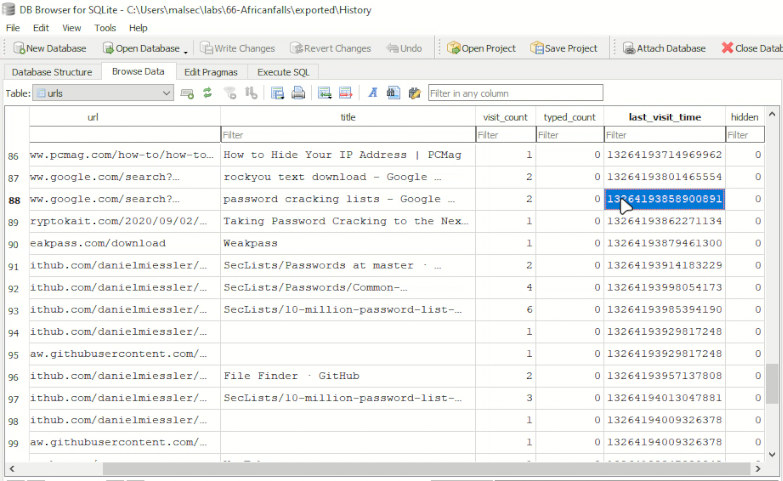 DB Browser for SQLite - C:\Users\malsec\labs\66-Africanfalls\exported\History
File Edit View Tools Help
New Database Open Database Write Changes Revert Changes Undo Open Project Save Project Attach Database Close Datab
Database Structure Browse Data Edit Pragmas Execute SQL
Table: urls Filter in any column
url title visit_count typed_count last_visit_time hidden
Filter Filter Filter Filter Filter
86 ww.pcmag.com/how-to/how-to... How to Hide Your IP Address | PCMag 1 0 13264193714969962 0
87 ww.google.com/search?... rockyou text download - Google ... 2 0 13264193801465554 0
88 ww.google.com/search?... password cracking lists - Google ... 2 0 13264193858900891 0
89 ryptokait.com/2020/09/02/... Taking Password Cracking to the Nex... 1 0 13264193862271134 0
90 eakpass.com/download Weakpass 1 0 13264193879461300 0
91 ithub.com/danielmiessler/... SecLists/Passwords at master · ... 2 0 13264193914183229 0
92 ithub.com/danielmiessler/... SecLists/Passwords/Common-... 4 0 13264193998054173 0
93 ithub.com/danielmiessler/... SecLists/10-million-password-list-... 6 0 13264193985394190 0
94 ithub.com/danielmiessler/... 1 0 13264193929817248 0
95 aw.githubusercontent.com/... 1 0 13264193929817248 0
96 ithub.com/danielmiessler/... File Finder · GitHub 2 0 13264193957137808 0
97 ithub.com/danielmiessler/... SecLists/10-million-password-list-... 3 0 13264194013047881 0
98 ithub.com/danielmiessler/... 1 0 13264194009326378 0
99 aw.githubusercontent.com/... 1 0 13264194009326378 0